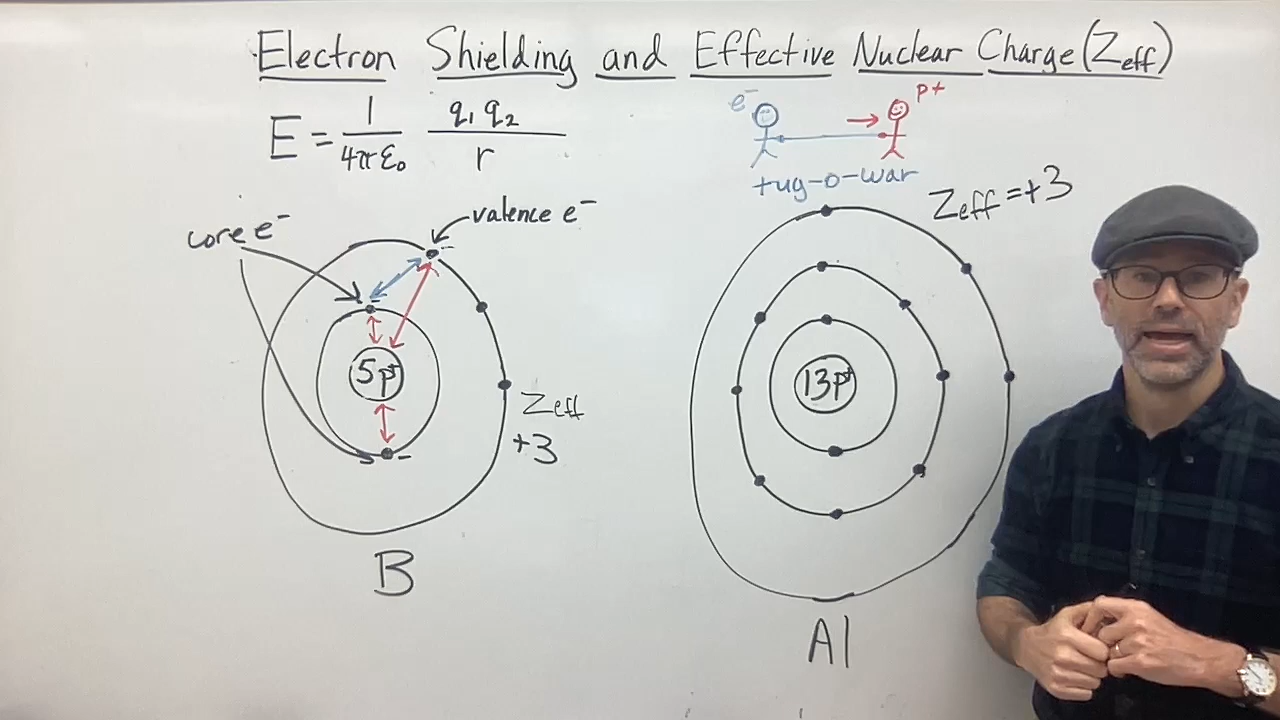 Electron Shielding and Effective Nuclear Charge (Zeff)
E = 1/4πε₀ q₁q₂/r
e⁻
p+
tug-o-war
Zeff = +3
valence e⁻
core e⁻
5p⁺
Zeff
+3
B
13p⁺
Al